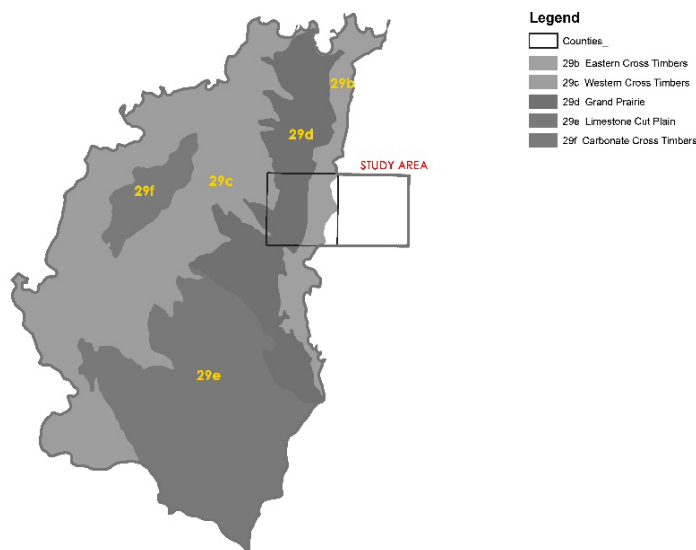 Legend
Counties_
29b Eastern Cross Timbers
29c Western Cross Timbers
29d Grand Prairie
29e Limestone Cut Plain
29f Carbonate Cross Timbers
29b
29d
STUDY AREA
29f
29c
29e